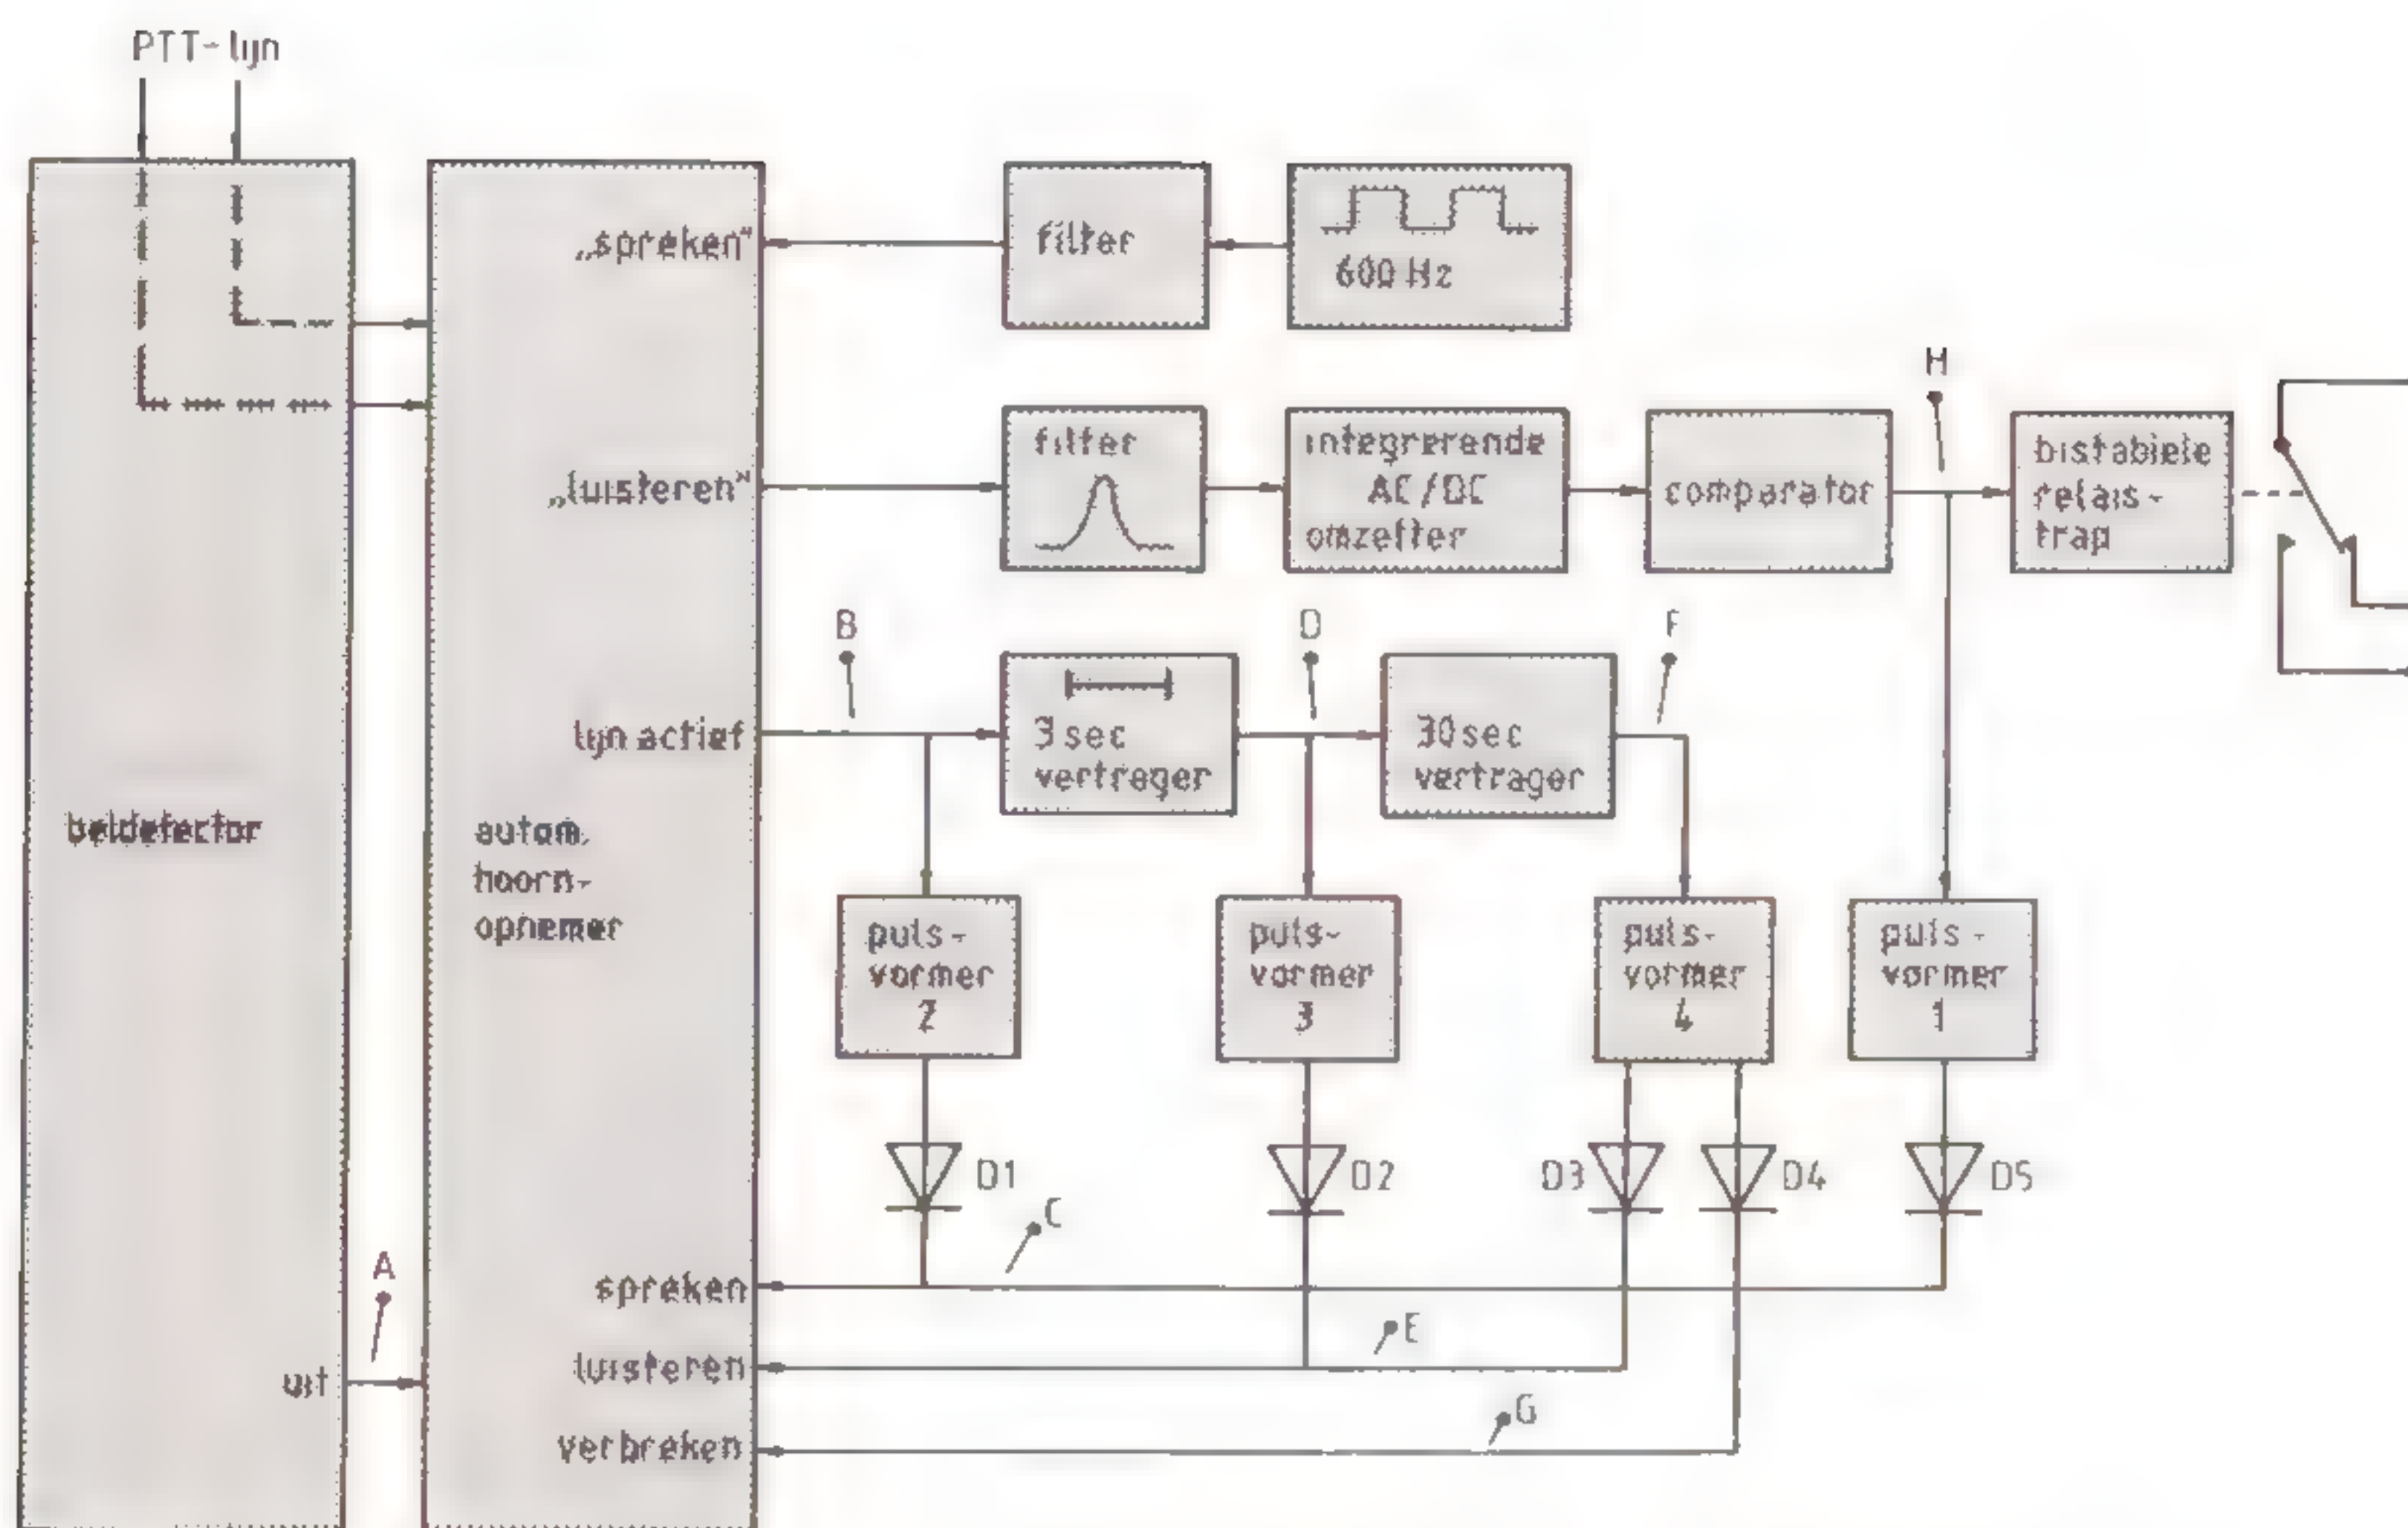 PTT-lijn
„spreken"
filter
600 Hz
H
„luisteren"
filter
integrerende
AC/DC
omzetter
comparator
bistabiele
relais-
trap
B
D
F
lijn actief
3 sec
vertrager
30 sec
vertrager
beldetector
autom.
hoorn-
opnemer
puls-
vormer
2
puls-
vormer
3
puls-
vormer
4
puls-
vormer
1
D1
D2
D3
D4
D5
C
A
spreken
E
luisteren
uit
G
verbreken